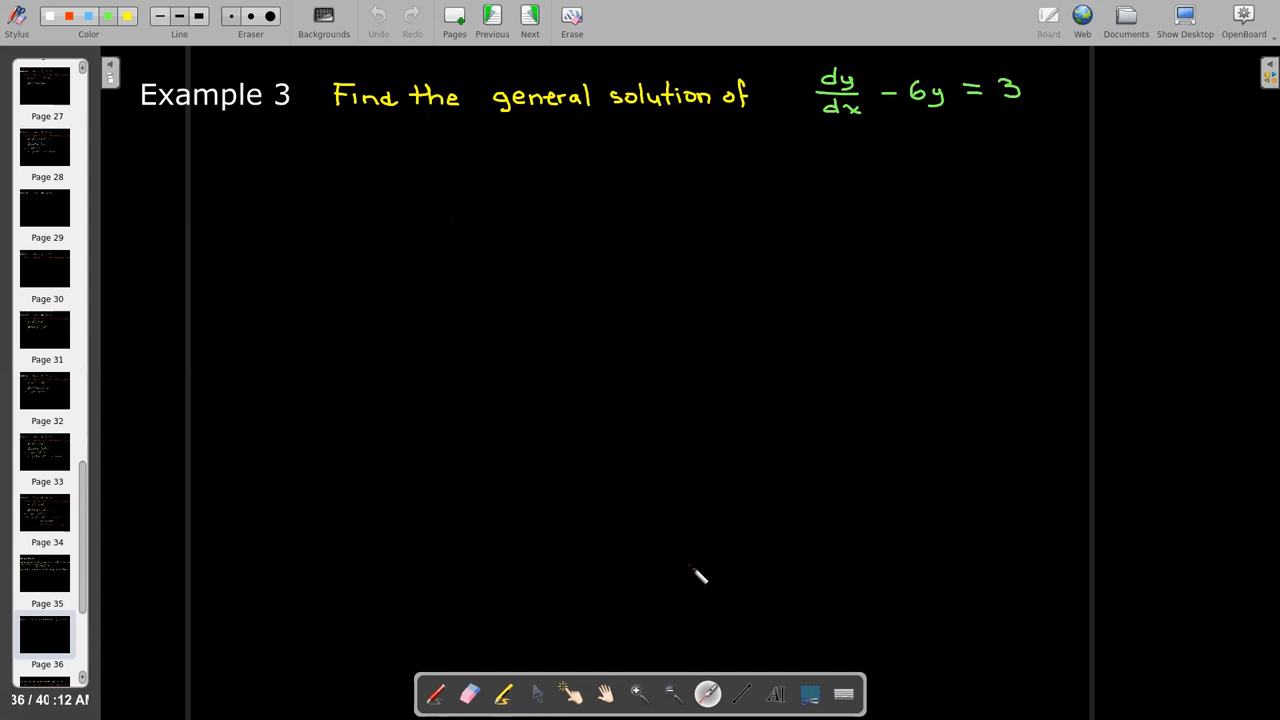 Stylus Color Line Eraser Backgrounds Undo Redo Pages Previous Next Erase Board Web Documents Show Desktop OpenBoard
Example 3 Find the general solution of dy/dx - 6y = 3
Page 27
Page 28
Page 29
Page 30
Page 31
Page 32
Page 33
Page 34
Page 35
Page 36
36 / 40
:12 AM